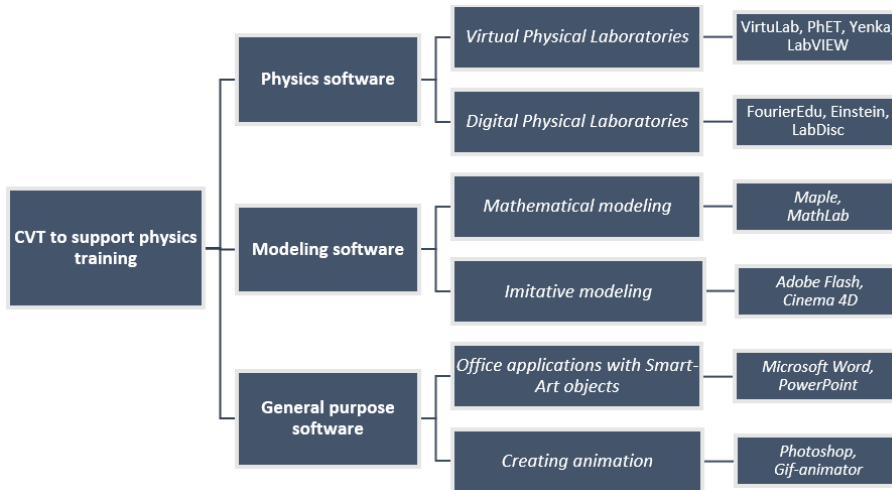 CVT to support physics
training
Physics software
Virtual Physical Laboratories
VirtuLab, PhET, Yenka,
LabVIEW
Digital Physical Laboratories
FourierEdu, Einstein,
LabDisc
Modeling software
Mathematical modeling
Maple,
MathLab
Imitative modeling
Adobe Flash,
Cinema 4D
General purpose
software
Office applications with Smart-
Art objects
Microsoft Word,
PowerPoint
Creating animation
Photoshop,
Gif-animator